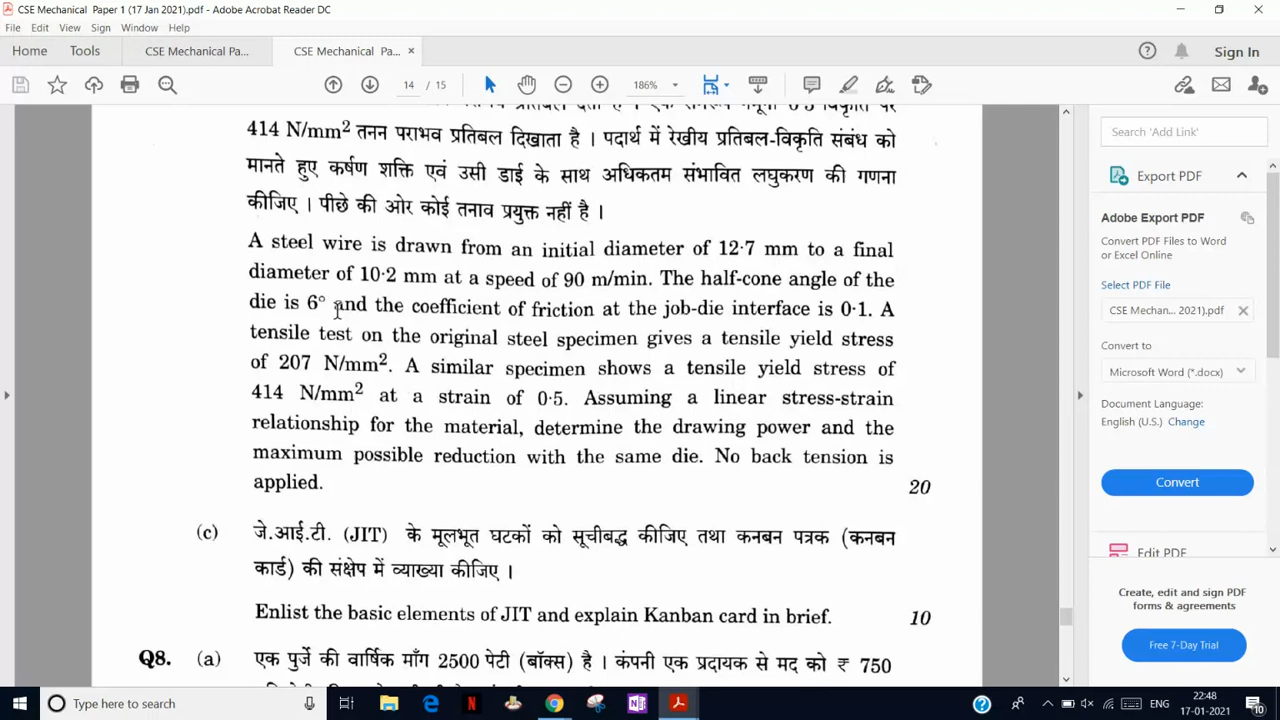 CSE Mechanical Paper 1 (17 Jan 2021).pdf - Adobe Acrobat Reader DC
File Edit View Sign Window Help
Home Tools CSE Mechanical Pa... CSE Mechanical Pa... × Sign In
14 / 15 186%
414 N/mm2 तनन पराभव प्रतिबल दिखाता है । पदार्थ में रेखीय प्रतिबल-विकृति संबंध को
मानते हुए कर्षण शक्ति एवं उसी डाई के साथ अधिकतम संभावित लघुकरण की गणना
कीजिए । पीछे की ओर कोई तनाव प्रयुक्त नहीं है ।
A steel wire is drawn from an initial diameter of 12·7 mm to a final
diameter of 10·2 mm at a speed of 90 m/min. The half-cone angle of the
die is 6° and the coefficient of friction at the job-die interface is 0·1. A
tensile test on the original steel specimen gives a tensile yield stress
of 207 N/mm2. A similar specimen shows a tensile yield stress of
414 N/mm2 at a strain of 0·5. Assuming a linear stress-strain
relationship for the material, determine the drawing power and the
maximum possible reduction with the same die. No back tension is
applied. 20
(c) जे.आई.टी. (JIT) के मूलभूत घटकों को सूचीबद्ध कीजिए तथा कनबन पत्रक (कनबन
कार्ड) की संक्षेप में व्याख्या कीजिए ।
Enlist the basic elements of JIT and explain Kanban card in brief. 10
Q8. (a) एक पुर्जे की वार्षिक माँग 2500 पेटी (बॉक्स) है । कंपनी एक प्रदायक से मद को ₹ 750
Search 'Add Link'
Export PDF
Adobe Export PDF
Convert PDF Files to Word
or Excel Online
Select PDF File
CSE Mechan... 2021).pdf ×
Convert to
Microsoft Word (*.docx)
Document Language:
English (U.S.) Change
Convert
Edit PDF
Create, edit and sign PDF
forms & agreements
Free 7-Day Trial
Type here to search
ENG
22:48
17-01-2021
10